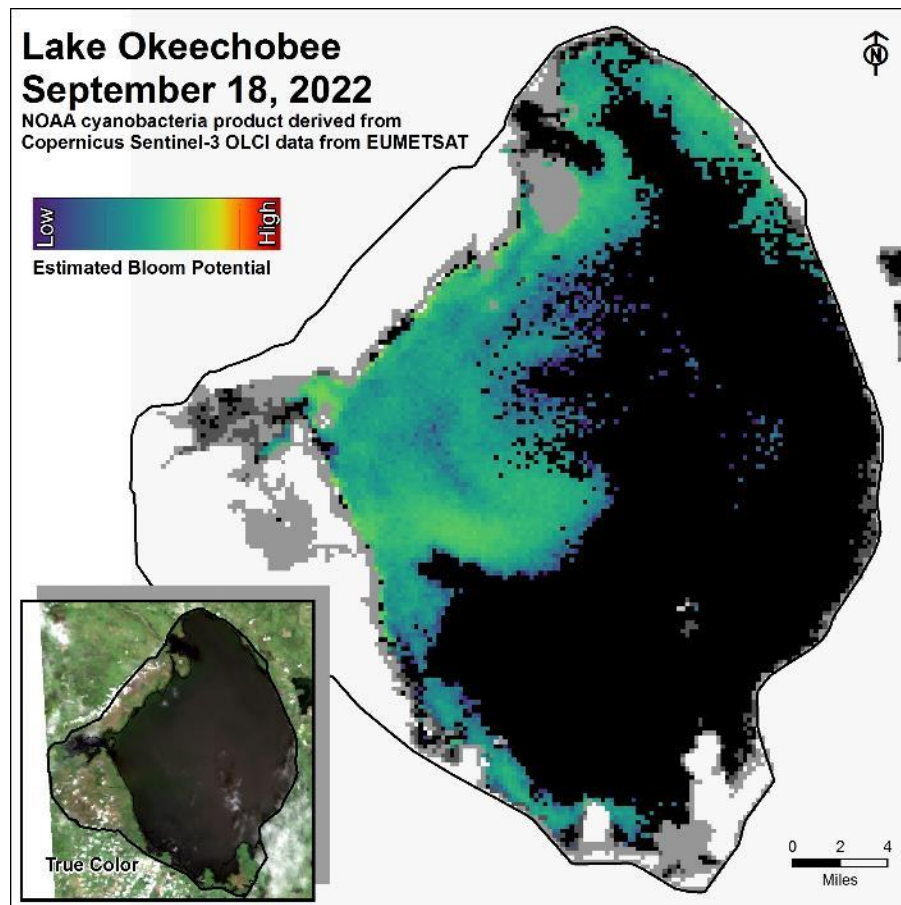 Lake Okeechobee
September 18, 2022
NOAA cyanobacteria product derived from
Copernicus Sentinel-3 OLCI data from EUMETSAT
N
Low
High
Estimated Bloom Potential
True Color
0 2 4
Miles